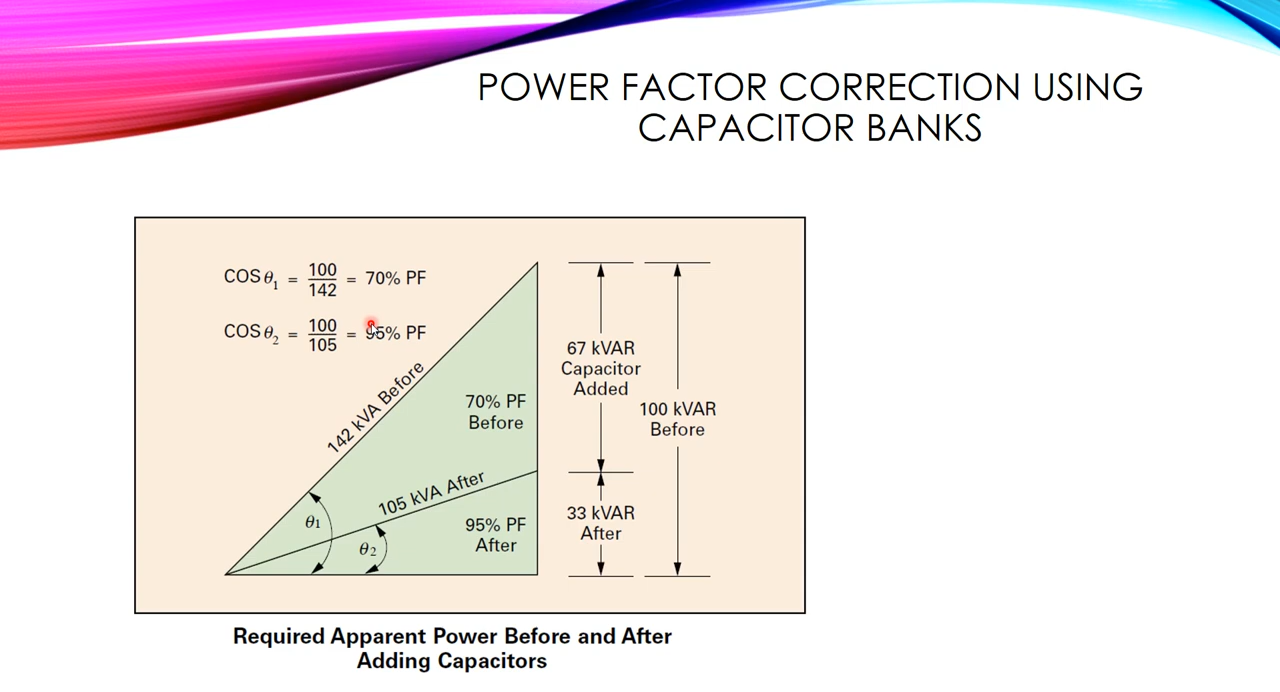 POWER FACTOR CORRECTION USING
CAPACITOR BANKS
COS θ₁ = 100/142 = 70% PF
COS θ₂ = 100/105 = 95% PF
142 kVA Before
70% PF
Before
105 kVA After
95% PF
After
θ₁
θ₂
67 kVAR
Capacitor
Added
100 kVAR
Before
33 kVAR
After
Required Apparent Power Before and After
Adding Capacitors